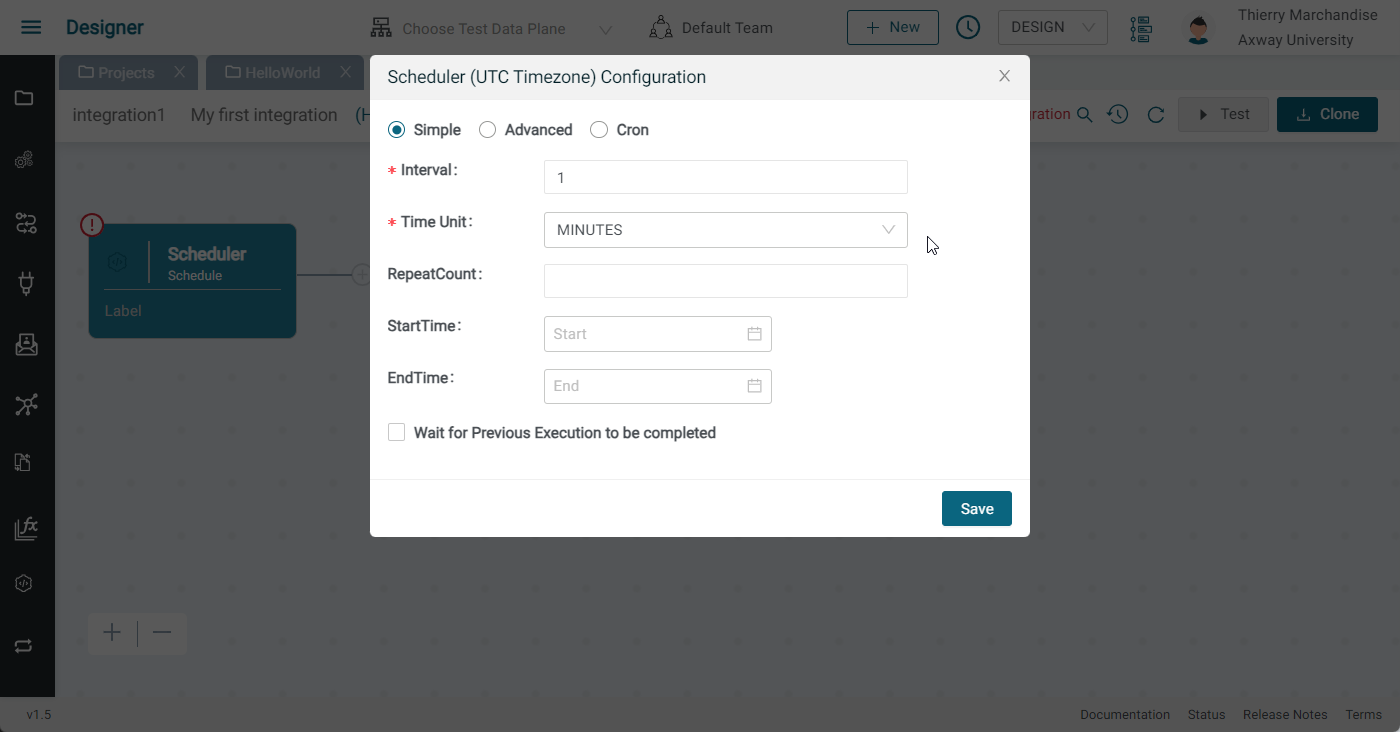 Designer
Choose Test Data Plane
Default Team
+ New
DESIGN
Thierry Marchandise
Axway University
Projects
HelloWorld
integration1
My first integration
(H
ration
Test
Clone
Scheduler (UTC Timezone) Configuration
Simple
Advanced
Cron
* Interval:
1
* Time Unit:
MINUTES
RepeatCount:
StartTime:
Start
EndTime:
End
Wait for Previous Execution to be completed
Save
Scheduler
Schedule
Label
fx
v1.5
Documentation
Status
Release Notes
Terms